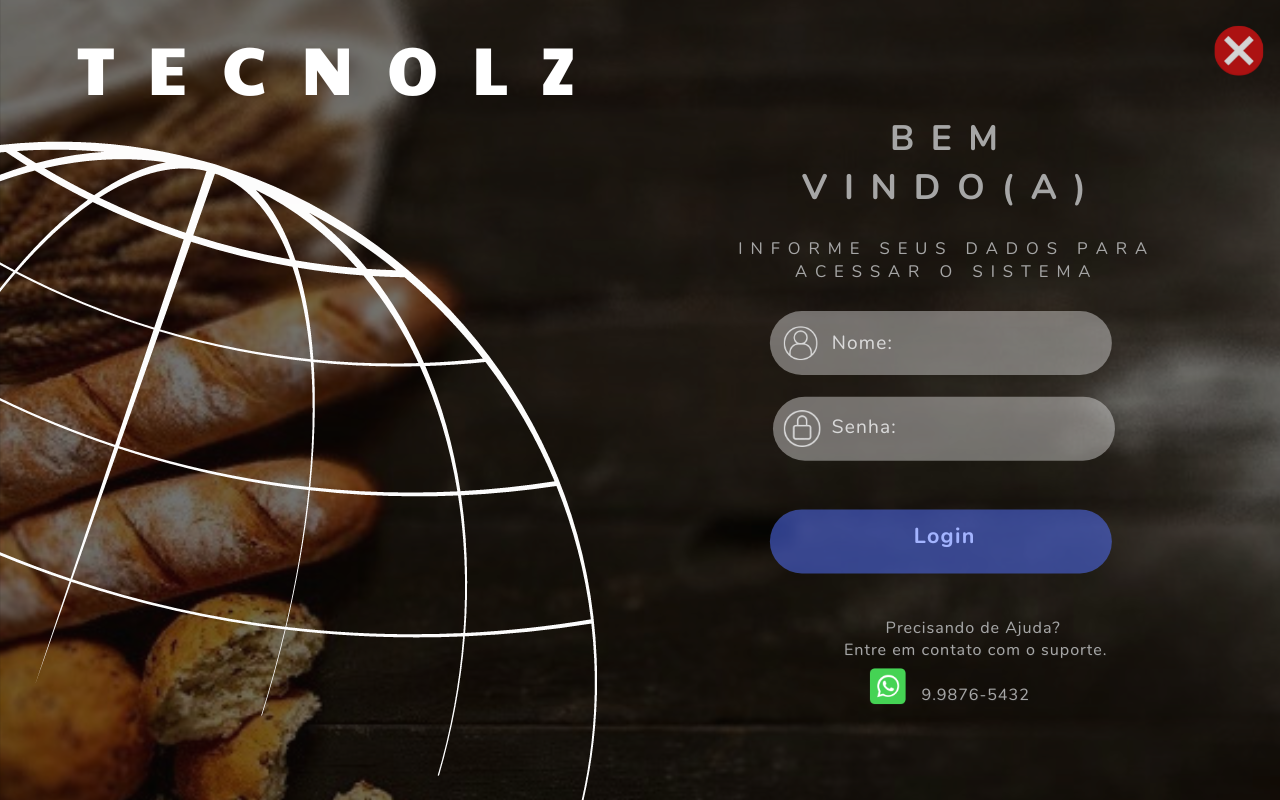 TECNOLZ
BEM
VINDO(A)
INFORME SEUS DADOS PARA
ACESSAR O SISTEMA
Nome:
Senha:
Login
Precisando de Ajuda?
Entre em contato com o suporte.
9.9876-5432